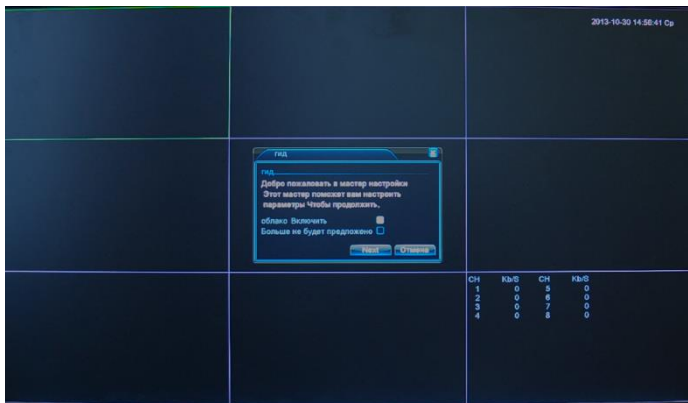 2013-10-30 14:56:41 Ср
гид
гид
Добро пожаловать в мастер настройки
Этот мастер поможет вам настроить
параметры Чтобы продолжить,
облако Включить
Больше не будет предложено
Next Отмена
CH Kb/S CH Kb/S
1 0 5 0
2 0 6 0
3 0 7 0
4 0 8 0